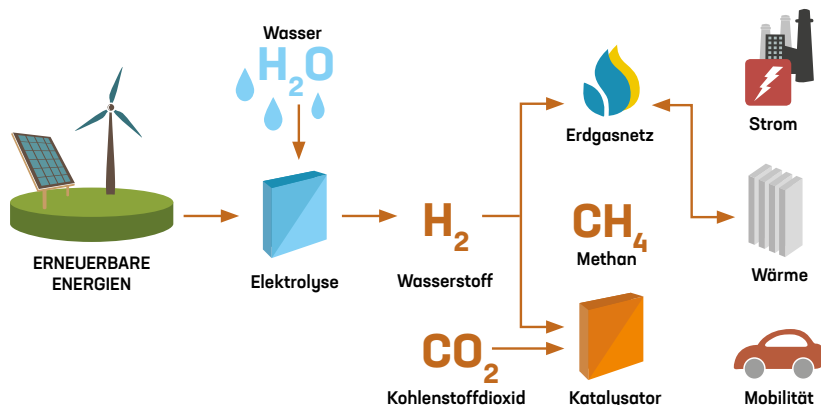 Wasser
H2O
Erdgasnetz
Strom
ERNEUERBARE
ENERGIEN
Elektrolyse
H2
Wasserstoff
CH4
Methan
Wärme
CO2
Kohlenstoffdioxid
Katalysator
Mobilität